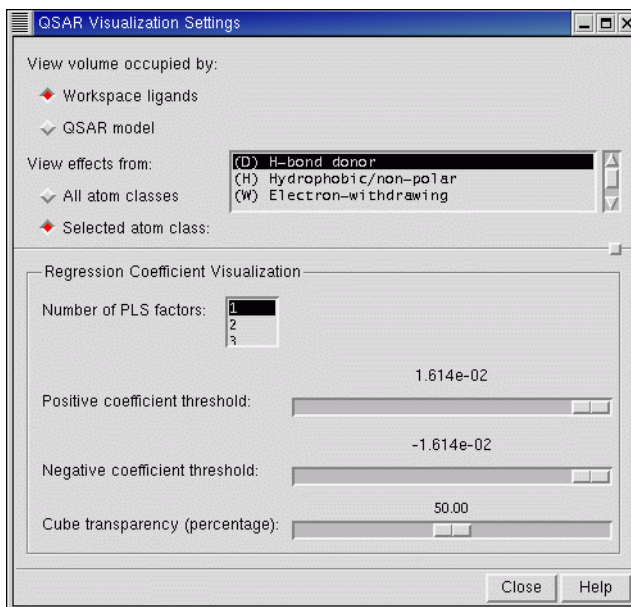 QSAR Visualization Settings
View volume occupied by:
Workspace ligands
QSAR model
View effects from:
(D) H-bond donor
(H) Hydrophobic/non-polar
(W) Electron-withdrawing
All atom classes
Selected atom class:
Regression Coefficient Visualization
Number of PLS factors:
1
2
3
1.614e-02
Positive coefficient threshold:
-1.614e-02
Negative coefficient threshold:
50.00
Cube transparency (percentage):
Close Help